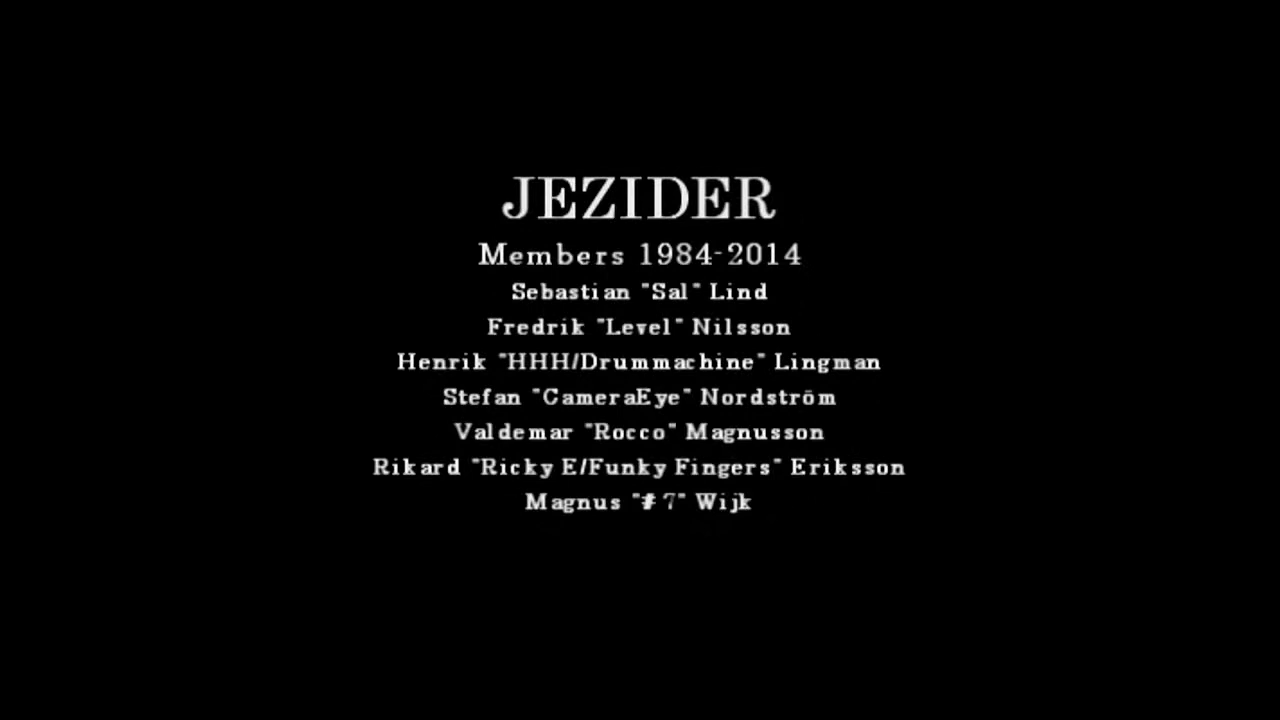 JEZIDER
Members 1984-2014
Sebastian "Sal" Lind
Fredrik "Level" Nilsson
Henrik "HHH/Drummachine" Lingman
Stefan "CameraEye" Nordström
Valdemar "Rocco" Magnusson
Rikard "Ricky E/Funky Fingers" Eriksson
Magnus "#7" Wijk